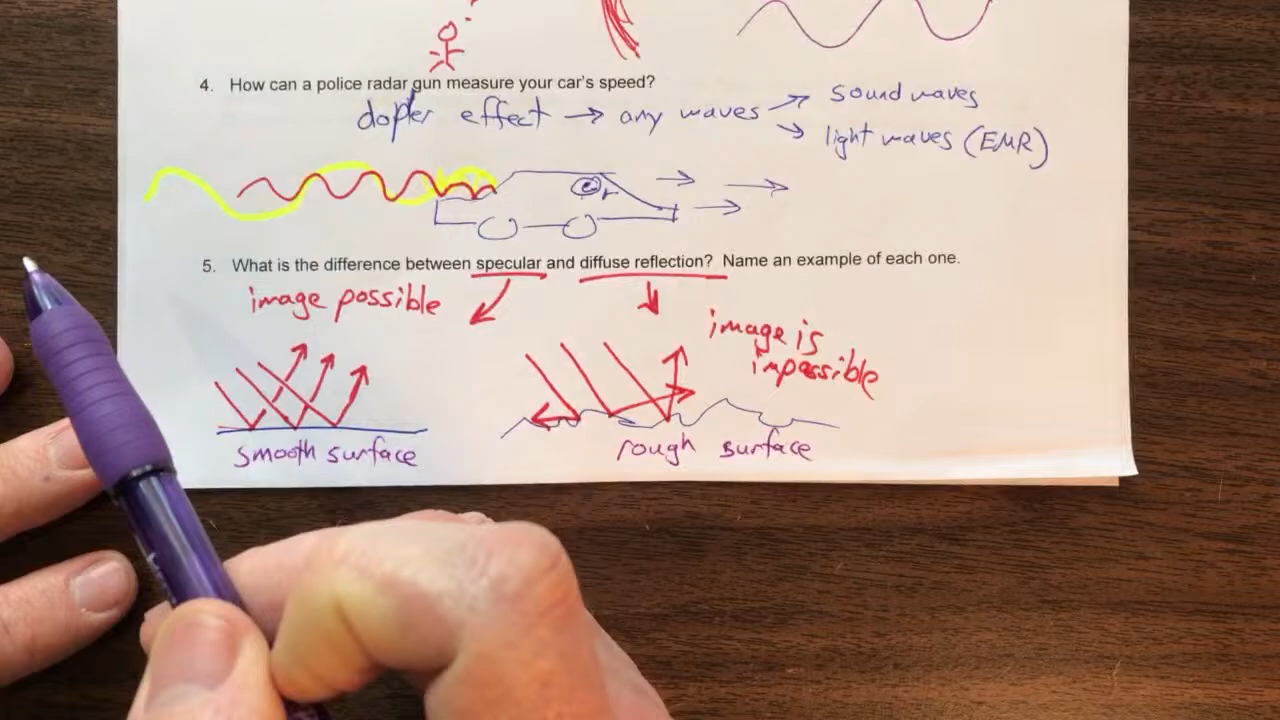 4. How can a police radar gun measure your car's speed?
dopler effect → any waves → sound waves
→ light waves (EMR)
5. What is the difference between specular and diffuse reflection? Name an example of each one.
image possible
image is
impossible
smooth surface
rough surface